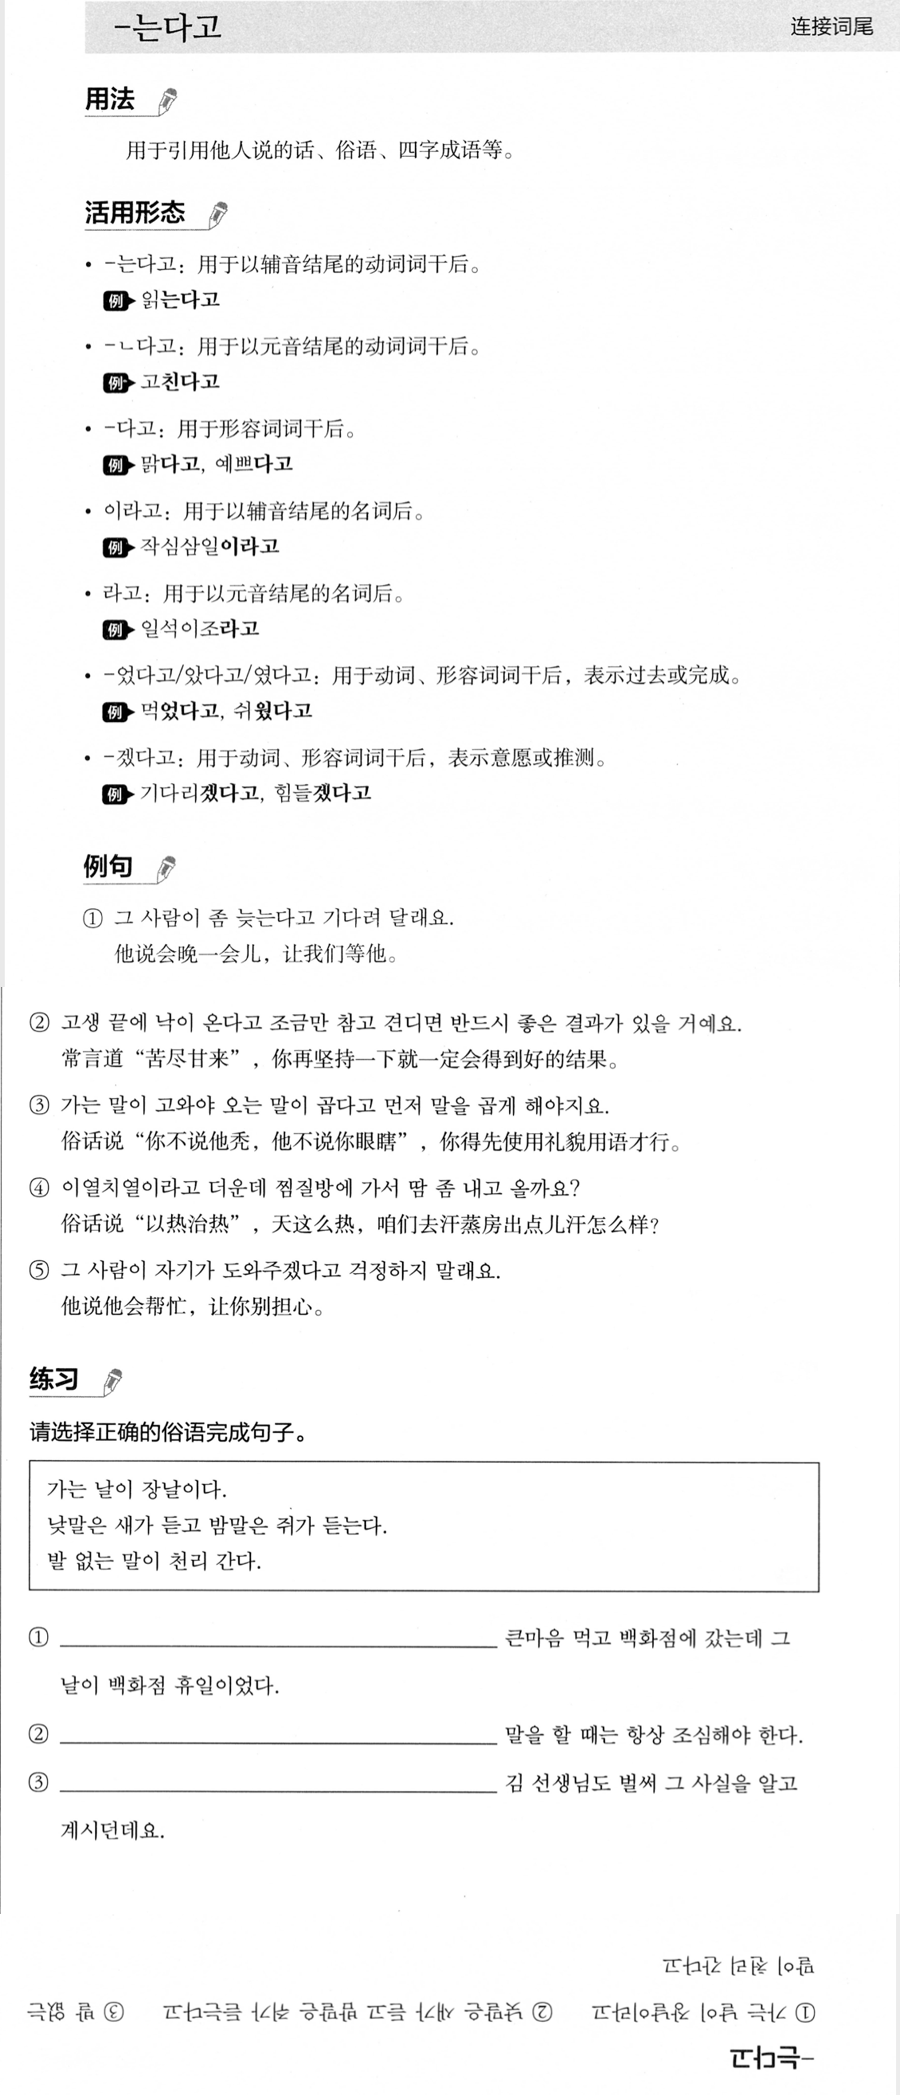 -는다고 连接词尾
用法
用于引用他人说的话、俗语、四字成语等。
活用形态
• -는다고：用于以辅音结尾的动词词干后。
例 읽는다고
• -ㄴ다고：用于以元音结尾的动词词干后。
例 고친다고
• -다고：用于形容词词干后。
例 맑다고, 예쁘다고
• 이라고：用于以辅音结尾的名词后。
例 작심삼일이라고
• 라고：用于以元音结尾的名词后。
例 일석이조라고
• -었다고/았다고/였다고：用于动词、形容词词干后，表示过去或完成。
例 먹었다고, 쉬웠다고
• -겠다고：用于动词、形容词词干后，表示意愿或推测。
例 기다리겠다고, 힘들겠다고
例句
① 그 사람이 좀 늦는다고 기다려 달래요.
他说会晚一会儿，让我们等他。
② 고생 끝에 낙이 온다고 조금만 참고 견디면 반드시 좋은 결과가 있을 거예요.
常言道“苦尽甘来”，你再坚持一下就一定会得到好的结果。
③ 가는 말이 고와야 오는 말이 곱다고 먼저 말을 곱게 해야지요.
俗话说“你不说他秃，他不说你眼瞎”，你得先使用礼貌用语才行。
④ 이열치열이라고 더운데 찜질방에 가서 땀 좀 내고 올까요?
俗话说“以热治热”，天这么热，咱们去汗蒸房出点儿汗怎么样？
⑤ 그 사람이 자기가 도와주겠다고 걱정하지 말래요.
他说他会帮忙，让你别担心。
练习
请选择正确的俗语完成句子。
가는 날이 장날이다.
낮말은 새가 듣고 밤말은 쥐가 듣는다.
발 없는 말이 천리 간다.
① 큰마음 먹고 백화점에 갔는데 그
날이 백화점 휴일이었다.
② 말을 할 때는 항상 조심해야 한다.
③ 김 선생님도 벌써 그 사실을 알고
계시던데요.
-는다고
① 가는 날이 장날이라고 ② 낮말은 새가 듣고 밤말은 쥐가 듣는다고 ③ 발 없는
말이 천리 간다고